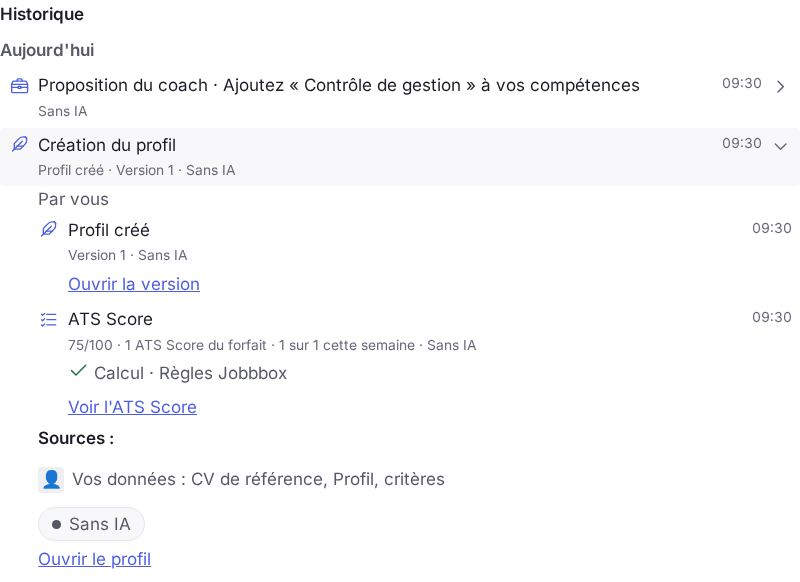 Historique
Aujourd'hui
Proposition du coach · Ajoutez « Contrôle de gestion » à vos compétences 09:30
Sans IA
Création du profil 09:30
Profil créé · Version 1 · Sans IA
Par vous
Profil créé 09:30
Version 1 · Sans IA
Ouvrir la version
ATS Score 09:30
75/100 · 1 ATS Score du forfait · 1 sur 1 cette semaine · Sans IA
Calcul · Règles Jobbbox
Voir l'ATS Score
Sources :
Vos données : CV de référence, Profil, critères
Sans IA
Ouvrir le profil